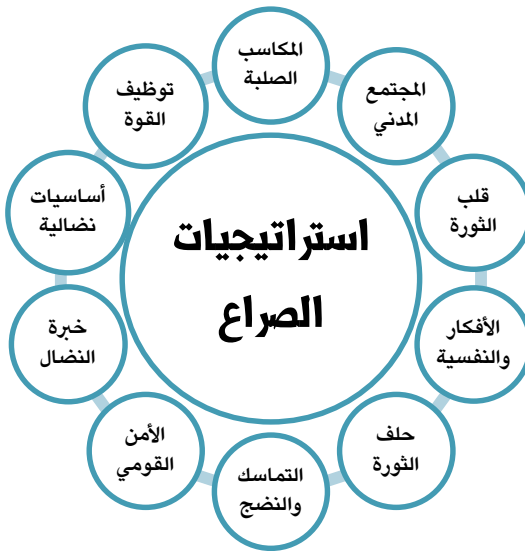 استراتيجيات
الصراع
المكاسب
الصلبة
المجتمع
المدني
قلب
الثورة
الأفكار
والنفسية
حلف
الثورة
التماسك
والنضج
الأمن
القومي
خبرة
النضال
أساسيات
نضالية
توظيف
القوة